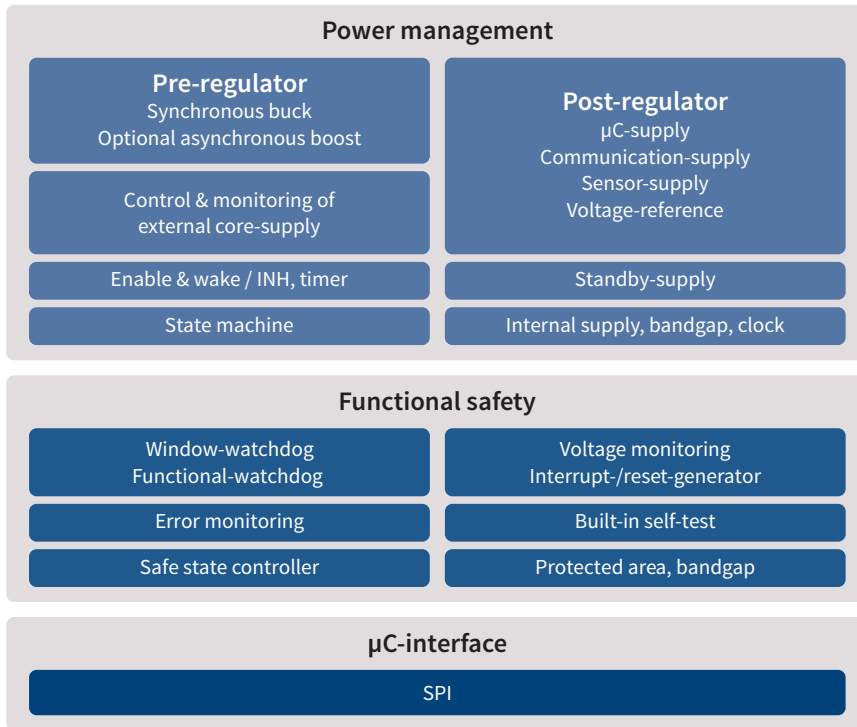 Power management
Pre-regulator
Synchronous buck
Optional asynchronous boost
Control & monitoring of
external core-supply
Enable & wake / INH, timer
State machine
Post-regulator
µC-supply
Communication-supply
Sensor-supply
Voltage-reference
Standby-supply
Internal supply, bandgap, clock
Functional safety
Window-watchdog
Functional-watchdog
Error monitoring
Safe state controller
Voltage monitoring
Interrupt-/reset-generator
Built-in self-test
Protected area, bandgap
µC-interface
SPI